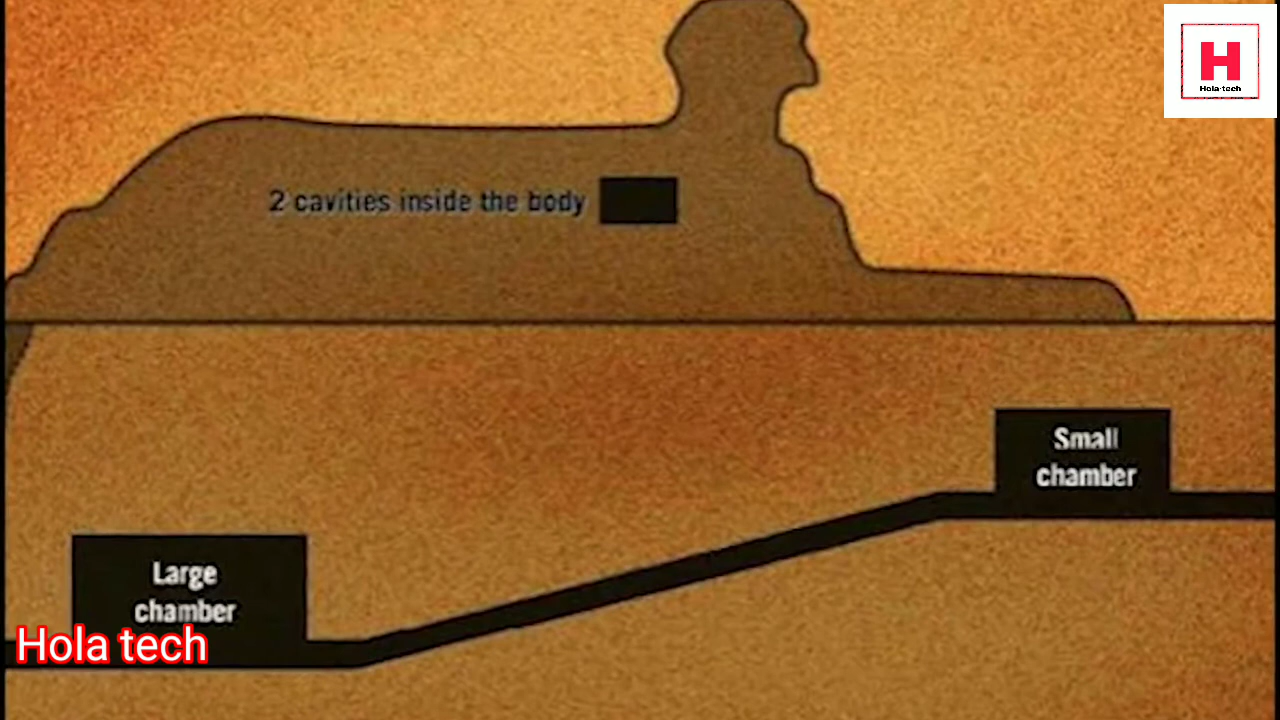 H
Hola-tech
2 cavities inside the body
Small
chamber
Large
chamber
Hola tech